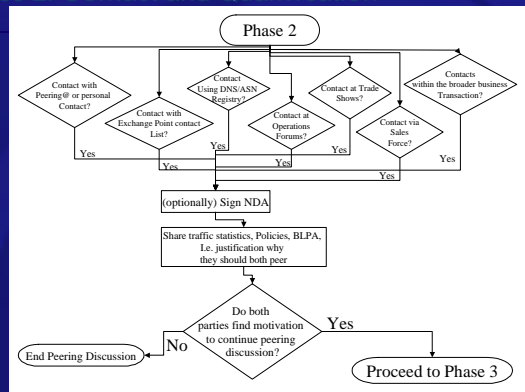 Phase 2
Contact with
Peering@ or personal
Contact?
Contact with
Exchange Point contact
List?
Contact
Using DNS/ASN
Registry?
Contact at
Operations
Forums?
Contact at Trade
Shows?
Contact via
Sales
Force?
Contacts
within the broader business
Transaction?
Yes
Yes
Yes
Yes
Yes
Yes
Yes
(optionally) Sign NDA
Share traffic statistics, Policies, BLPA,
I.e. justification why
they should both peer
Do both
parties find motivation
to continue peering
discussion?
No
Yes
End Peering Discussion
Proceed to Phase 3